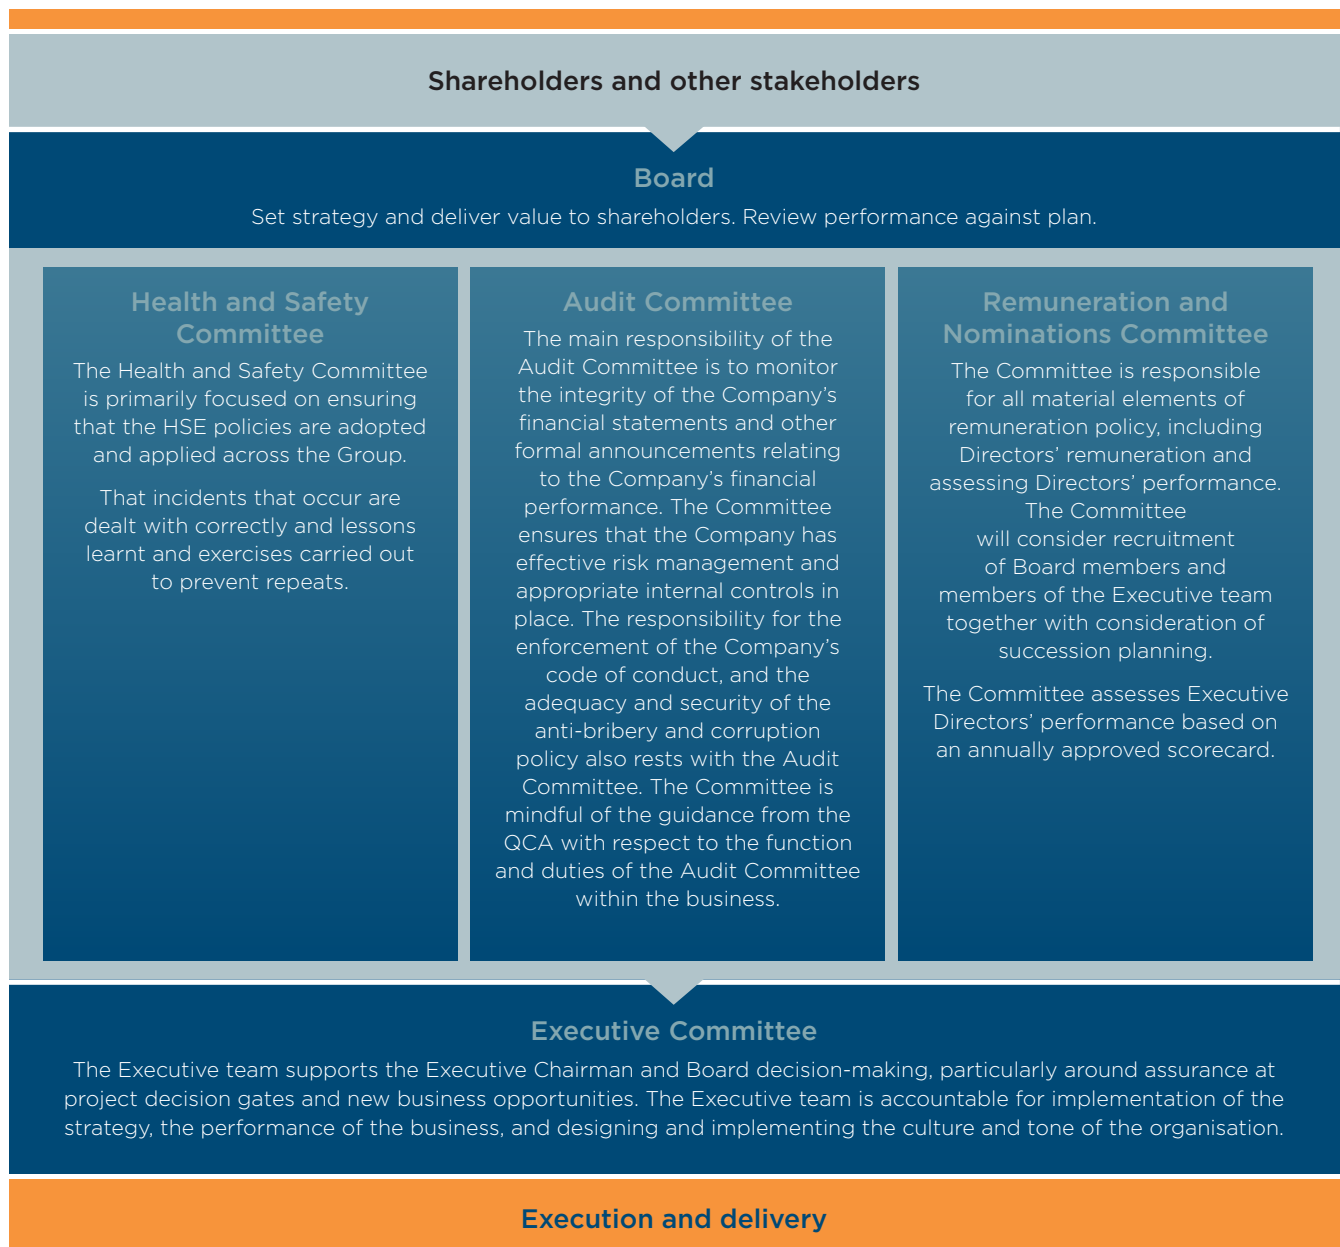 Shareholders and other stakeholders
Board
Set strategy and deliver value to shareholders. Review performance against plan.
Health and Safety
Committee
The Health and Safety Committee
is primarily focused on ensuring
that the HSE policies are adopted
and applied across the Group.
That incidents that occur are
dealt with correctly and lessons
learnt and exercises carried out
to prevent repeats.
Audit Committee
The main responsibility of the
Audit Committee is to monitor
the integrity of the Company’s
financial statements and other
formal announcements relating
to the Company’s financial
performance. The Committee
ensures that the Company has
effective risk management and
appropriate internal controls in
place. The responsibility for the
enforcement of the Company’s
code of conduct, and the
adequacy and security of the
anti-bribery and corruption
policy also rests with the Audit
Committee. The Committee is
mindful of the guidance from the
QCA with respect to the function
and duties of the Audit Committee
within the business.
Remuneration and
Nominations Committee
The Committee is responsible
for all material elements of
remuneration policy, including
Directors’ remuneration and
assessing Directors’ performance.
The Committee
will consider recruitment
of Board members and
members of the Executive team
together with consideration of
succession planning.
The Committee assesses Executive
Directors’ performance based on
an annually approved scorecard.
Executive Committee
The Executive team supports the Executive Chairman and Board decision-making, particularly around assurance at
project decision gates and new business opportunities. The Executive team is accountable for implementation of the
strategy, the performance of the business, and designing and implementing the culture and tone of the organisation.
Execution and delivery